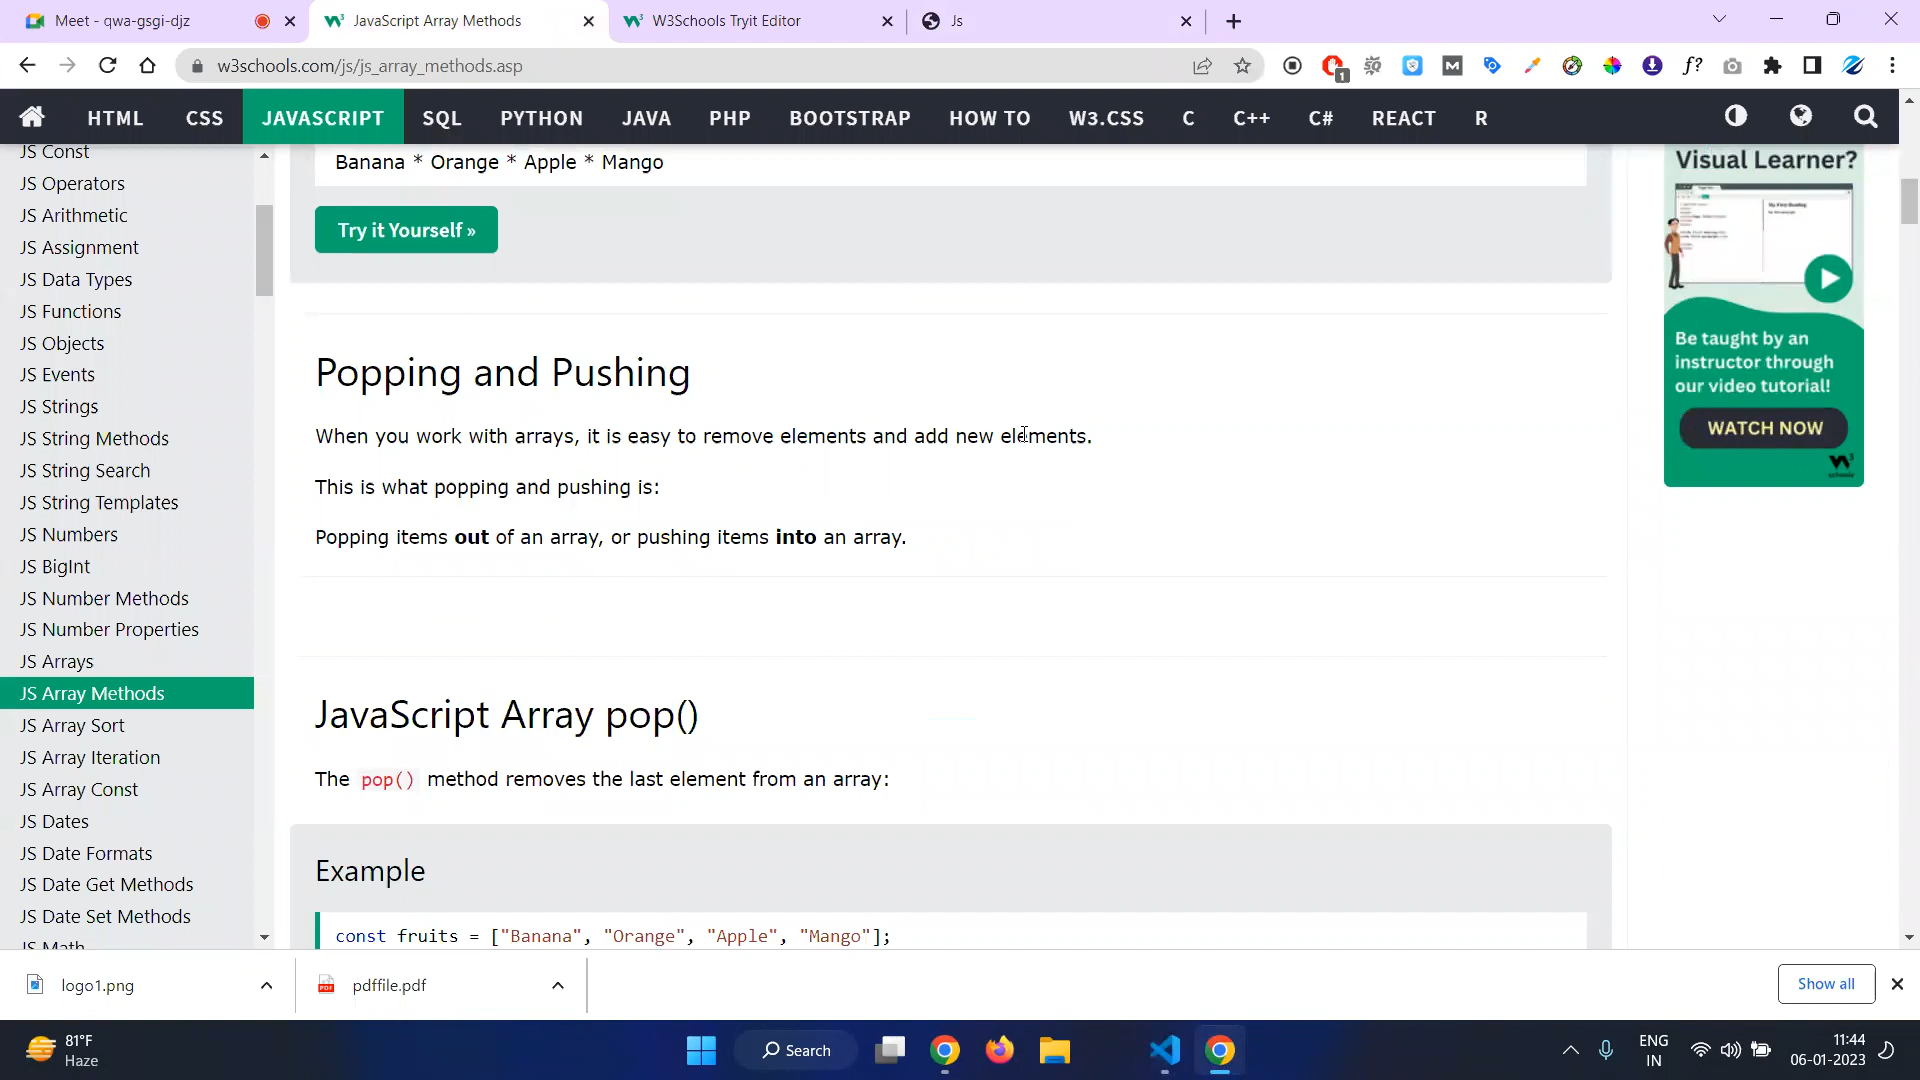 Meet - qwa-gsgi-djz
JavaScript Array Methods
W3Schools Tryit Editor
Js
w3schools.com/js/js_array_methods.asp
1
HTML CSS JAVASCRIPT SQL PYTHON JAVA PHP BOOTSTRAP HOW TO W3.CSS C C++ C# REACT R
JS Const
JS Operators
JS Arithmetic
JS Assignment
JS Data Types
JS Functions
JS Objects
JS Events
JS Strings
JS String Methods
JS String Search
JS String Templates
JS Numbers
JS BigInt
JS Number Methods
JS Number Properties
JS Arrays
JS Array Methods
JS Array Sort
JS Array Iteration
JS Array Const
JS Dates
JS Date Formats
JS Date Get Methods
JS Date Set Methods
JS Math
Banana * Orange * Apple * Mango
Try it Yourself »
Popping and Pushing
When you work with arrays, it is easy to remove elements and add new elements.
This is what popping and pushing is:
Popping items out of an array, or pushing items into an array.
JavaScript Array pop()
The pop() method removes the last element from an array:
Example
const fruits = ["Banana", "Orange", "Apple", "Mango"];
Visual Learner?
Be taught by an
instructor through
our video tutorial!
WATCH NOW
logo1.png
pdffile.pdf
Show all
81°F
Haze
Search
ENG
IN
11:44
06-01-2023